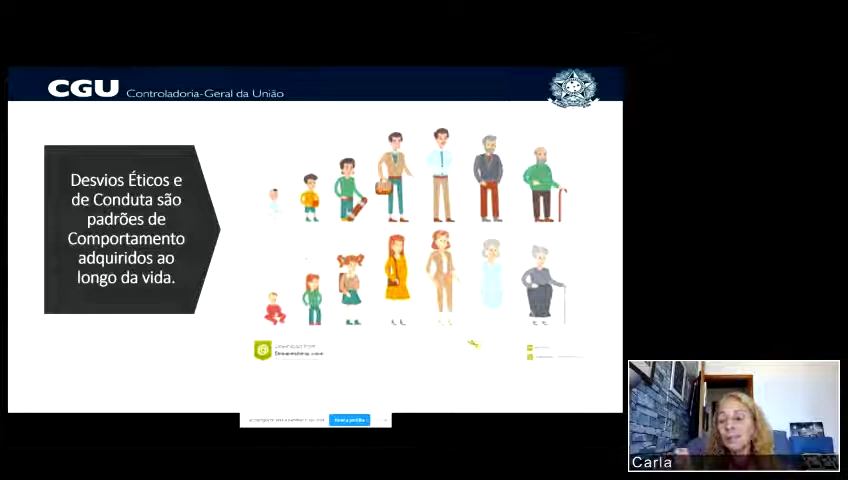 CGU Controladoria-Geral da União
Desvios Éticos e
de Conduta são
padrões de
Comportamento
adquiridos ao
longo da vida.
Carla